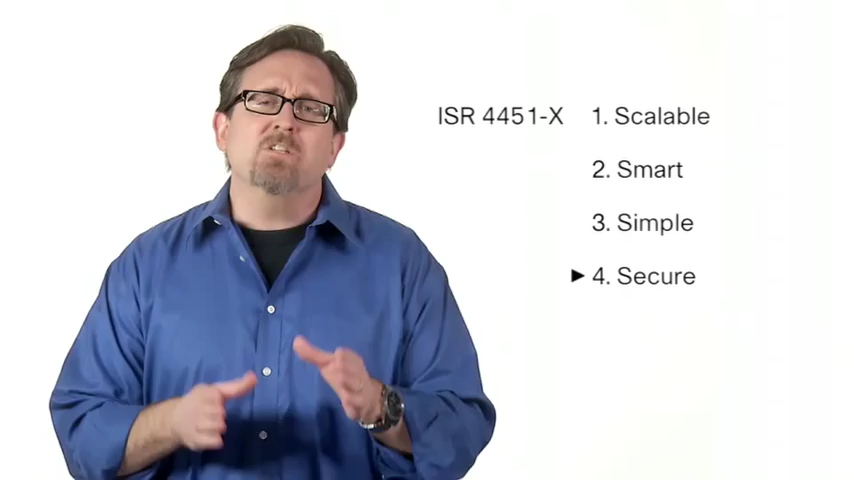 ISR 4451-X 1. Scalable
2. Smart
3. Simple
► 4. Secure